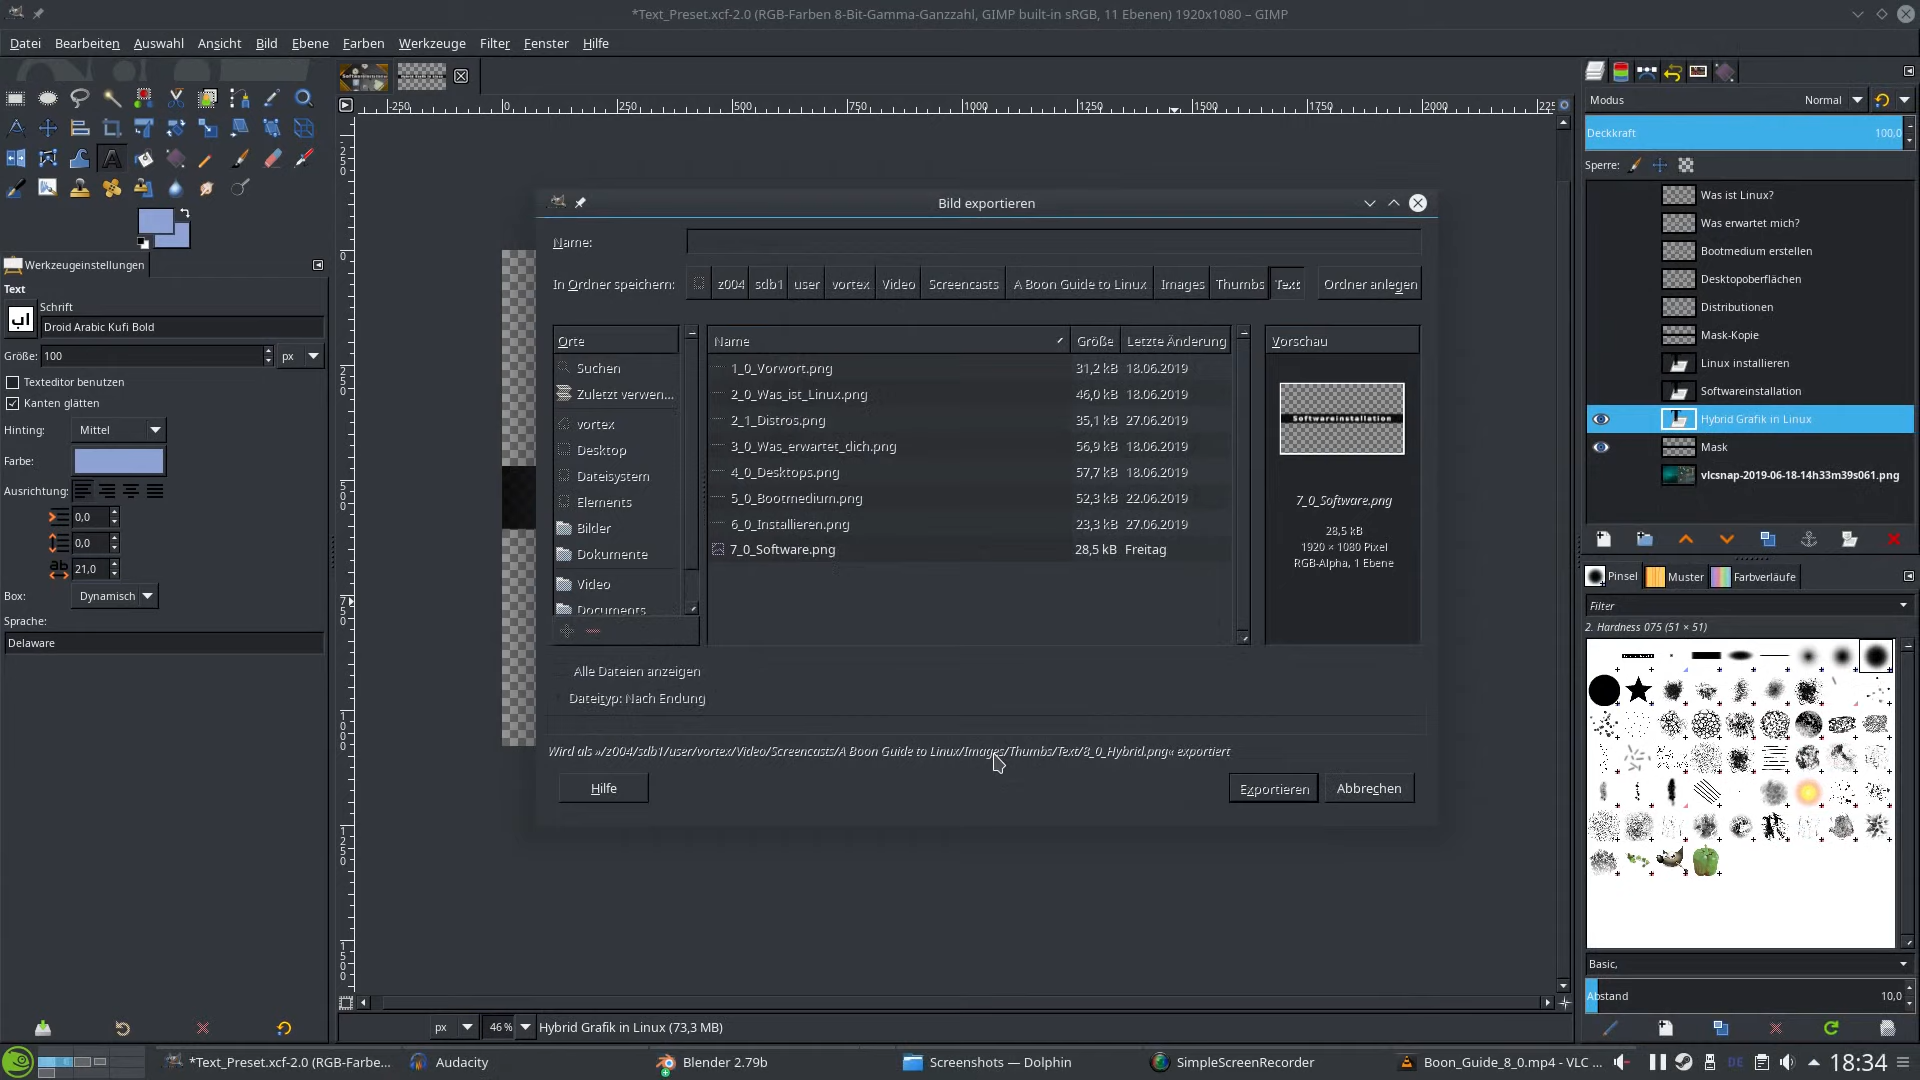 *Text_Preset.xcf-2.0 (RGB-Farben 8-Bit-Gamma-Ganzzahl, GIMP built-in sRGB, 11 Ebenen) 1920x1080 – GIMP
Datei Bearbeiten Auswahl Ansicht Bild Ebene Farben Werkzeuge Filter Fenster Hilfe
-250 0 250 500 750 1000 1250 1500 1750 2000
Werkzeugeinstellungen
Text
Schrift
Droid Arabic Kufi Bold
Größe: 100 px
Texteditor benutzen
Kanten glätten
Hinting: Mittel
Farbe:
Ausrichtung:
0,0
0,0
21,0
Box: Dynamisch
Sprache:
Delaware
Bild exportieren
Name:
In Ordner speichern: z004 sdb1 user vortex Video Screencasts A Boon Guide to Linux Images Thumbs Text Ordner anlegen
Orte
Suchen
Zuletzt verwen...
vortex
Desktop
Dateisystem
Elements
Bilder
Dokumente
Video
Documents
Name Größe Letzte Änderung
1_0_Vorwort.png 31,2 kB 18.06.2019
2_0_Was_ist_Linux.png 46,0 kB 18.06.2019
2_1_Distros.png 35,1 kB 27.06.2019
3_0_Was_erwartet_dich.png 56,9 kB 18.06.2019
4_0_Desktops.png 57,7 kB 18.06.2019
5_0_Bootmedium.png 52,3 kB 22.06.2019
6_0_Installieren.png 23,3 kB 27.06.2019
7_0_Software.png 28,5 kB Freitag
Vorschau
Softwareinstallation
7_0_Software.png
28,5 kB
1920 × 1080 Pixel
RGB-Alpha, 1 Ebene
Alle Dateien anzeigen
Dateityp: Nach Endung
Wird als »/z004/sdb1/user/vortex/Video/Screencasts/A Boon Guide to Linux/Images/Thumbs/Text/8_0_Hybrid.png« exportiert
Hilfe Exportieren Abbrechen
px 46 % Hybrid Grafik in Linux (73,3 MB)
Modus Normal
Deckkraft 100,0
Sperre:
Was ist Linux?
Was erwartet mich?
Bootmedium erstellen
Desktopoberflächen
Distributionen
Mask-Kopie
Linux installieren
Softwareinstallation
Hybrid Grafik in Linux
Mask
vlcsnap-2019-06-18-14h33m39s061.png
Pinsel Muster Farbverläufe
Filter
2. Hardness 075 (51 × 51)
Basic,
Abstand 10,0
*Text_Preset.xcf-2.0 (RGB-Farbe... Audacity Blender 2.79b Screenshots — Dolphin SimpleScreenRecorder Boon_Guide_8_0.mp4 - VLC ... DE 18:34